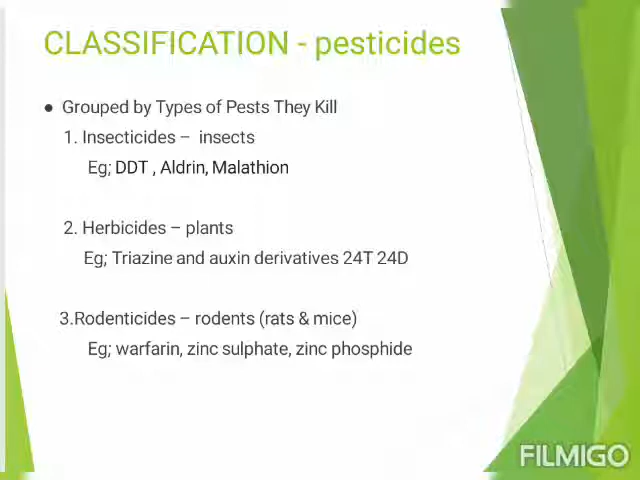 CLASSIFICATION - pesticides
● Grouped by Types of Pests They Kill
1. Insecticides – insects
Eg; DDT , Aldrin, Malathion
2. Herbicides – plants
Eg; Triazine and auxin derivatives 24T 24D
3.Rodenticides – rodents (rats & mice)
Eg; warfarin, zinc sulphate, zinc phosphide
FILMIGO